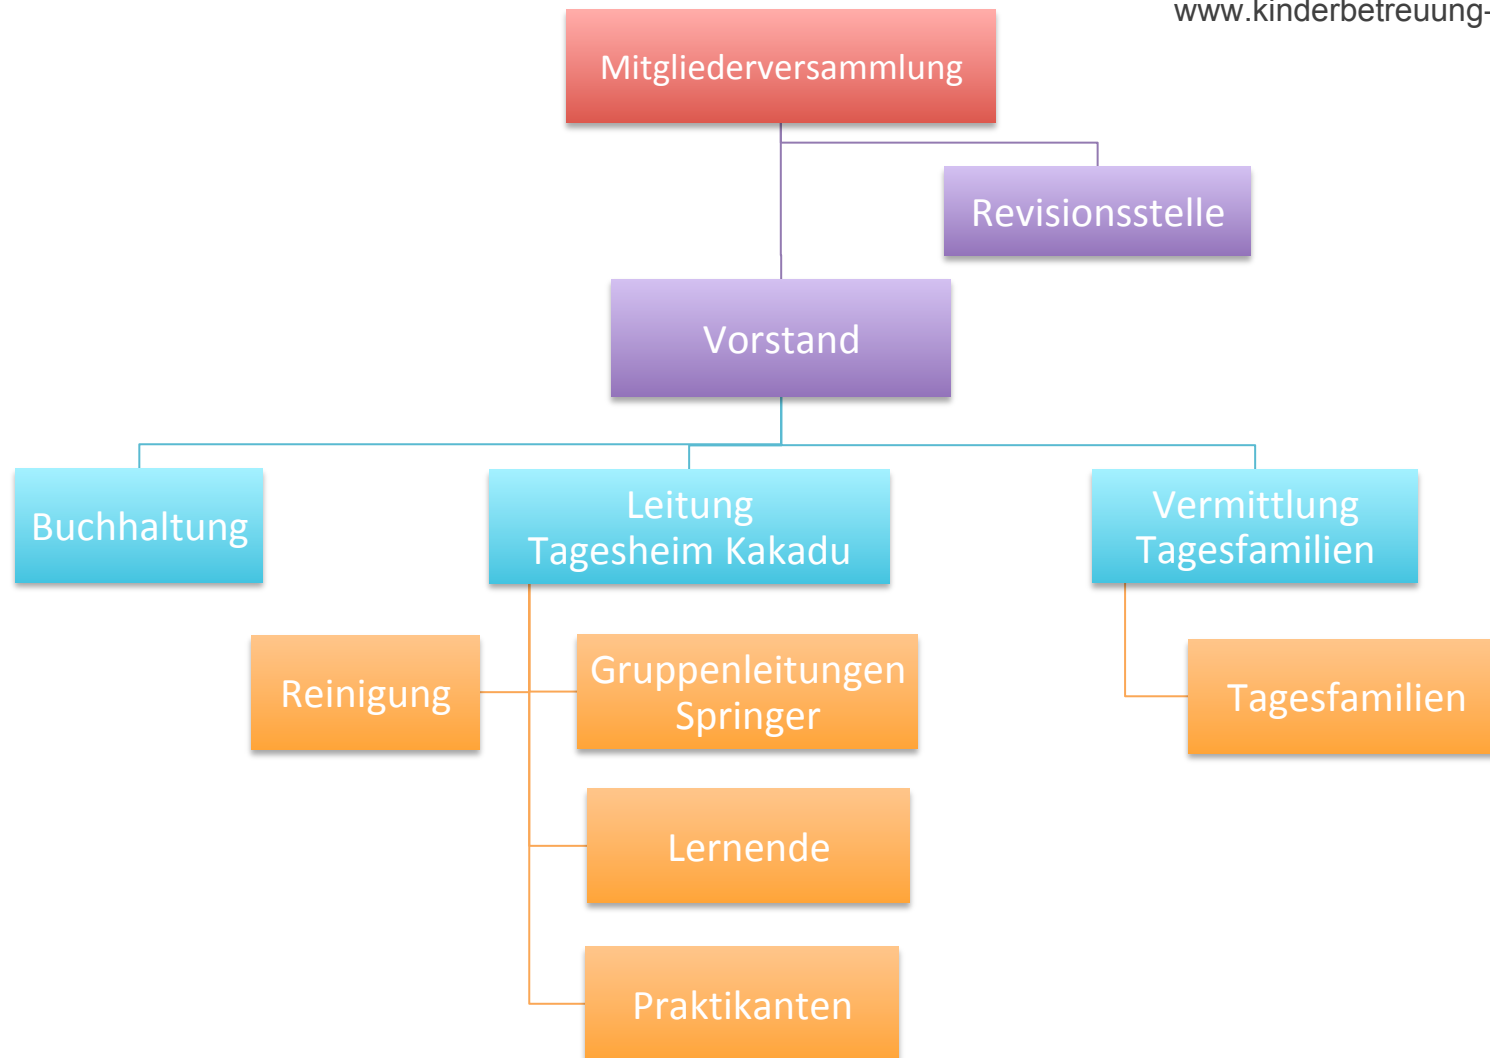 www.kinderbetreuung-
Mitgliederversammlung
Revisionsstelle
Vorstand
Buchhaltung
Leitung
Tagesheim Kakadu
Vermittlung
Tagesfamilien
Reinigung
Gruppenleitungen
Springer
Tagesfamilien
Lernende
Praktikanten